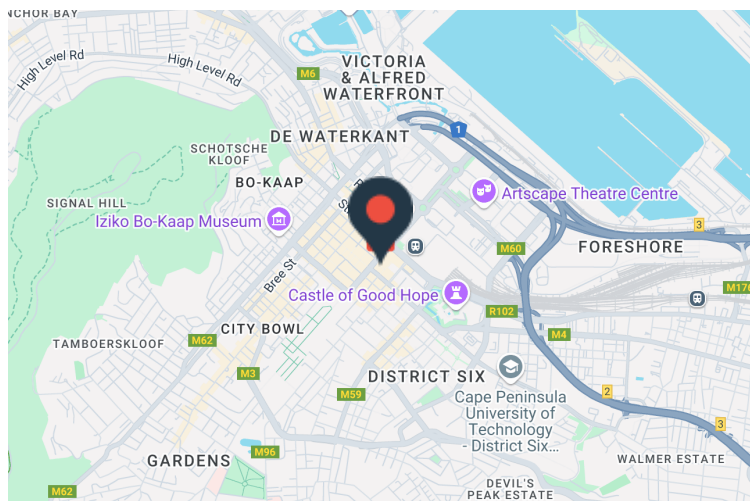 NCHOR BAY
High Level Rd
High Level Rd
M6
VICTORIA
& ALFRED
WATERFRONT
1
DE WATERKANT
SCHOTSCHE
KLOOF
BO-KAAP
SIGNAL HILL
Iziko Bo-Kaap Museum
Artscape Theatre Centre
3
M60
FORESHORE
Bree St
Castle of Good Hope
M176
R102
CITY BOWL
M4
TAMBOERSKLOOF
M62
M3
DISTRICT SIX
M59
2
Cape Peninsula
University of
Technology
- District Six...
3
M96
GARDENS
WALMER ESTATE
M62
DEVIL'S
PEAK ESTATE